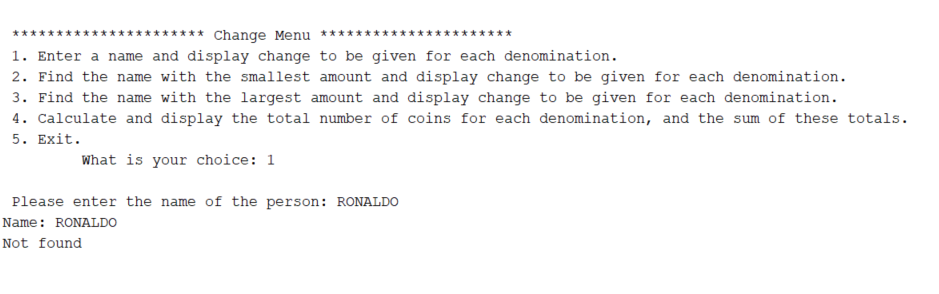 ********************** Change Menu **********************
1. Enter a name and display change to be given for each denomination.
2. Find the name with the smallest amount and display change to be given for each denomination.
3. Find the name with the largest amount and display change to be given for each denomination.
4. Calculate and display the total number of coins for each denomination, and the sum of these totals.
5. Exit.
What is your choice: 1
Please enter the name of the person: RONALDO
Name: RONALDO
Not found